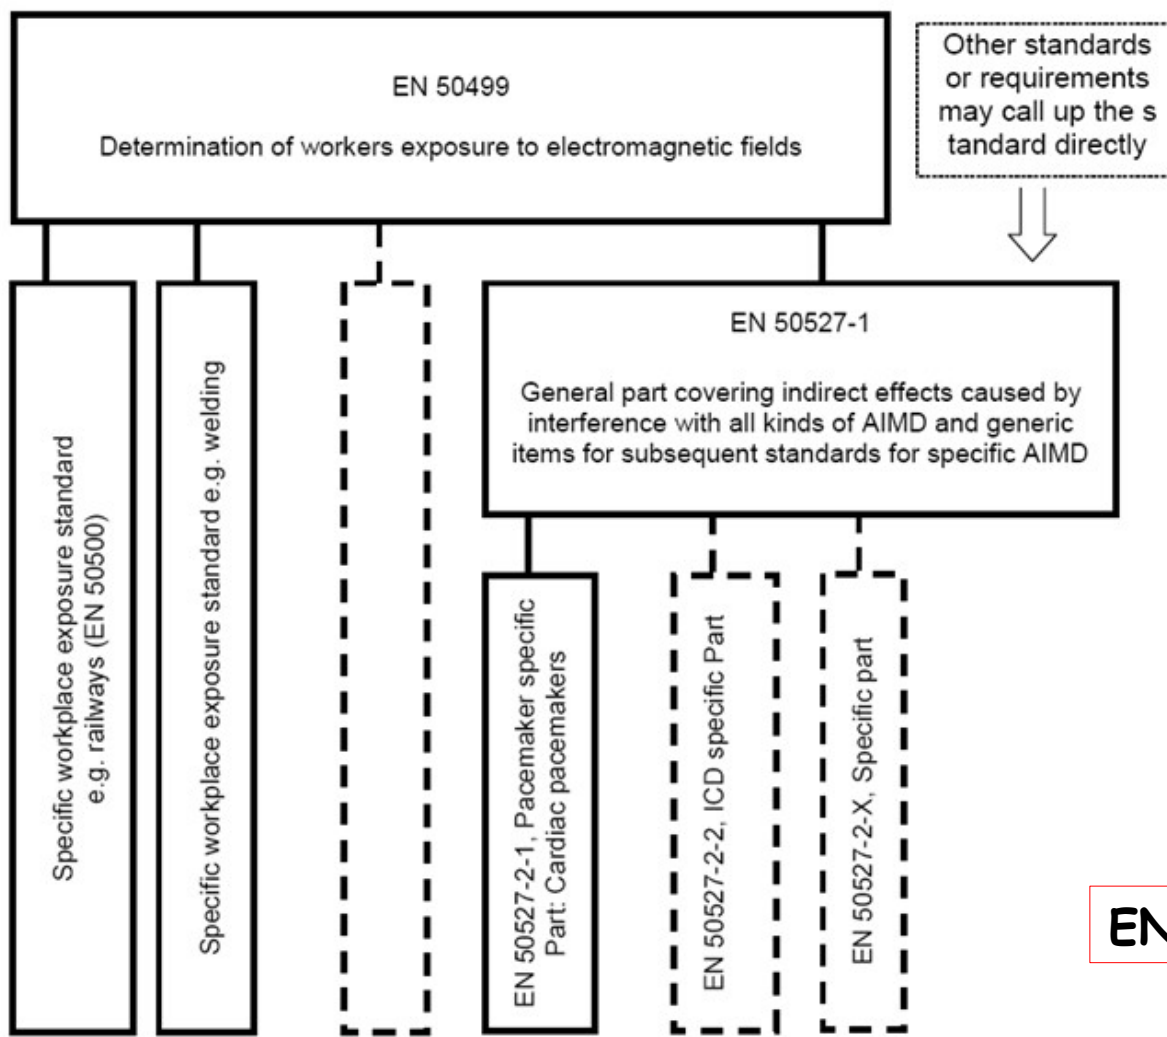 EN 50499
Determination of workers exposure to electromagnetic fields
Other standards
or requirements
may call up the s
tandard directly
Specific workplace exposure standard
e.g. railways (EN 50500)
Specific workplace exposure standard e.g. welding
EN 50527-1
General part covering indirect effects caused by
interference with all kinds of AIMD and generic
items for subsequent standards for specific AIMD
EN 50527-2-1, Pacemaker specific
Part: Cardiac pacemakers
EN 50527-2-2, ICD specific Part
EN 50527-2-X, Specific part
EN